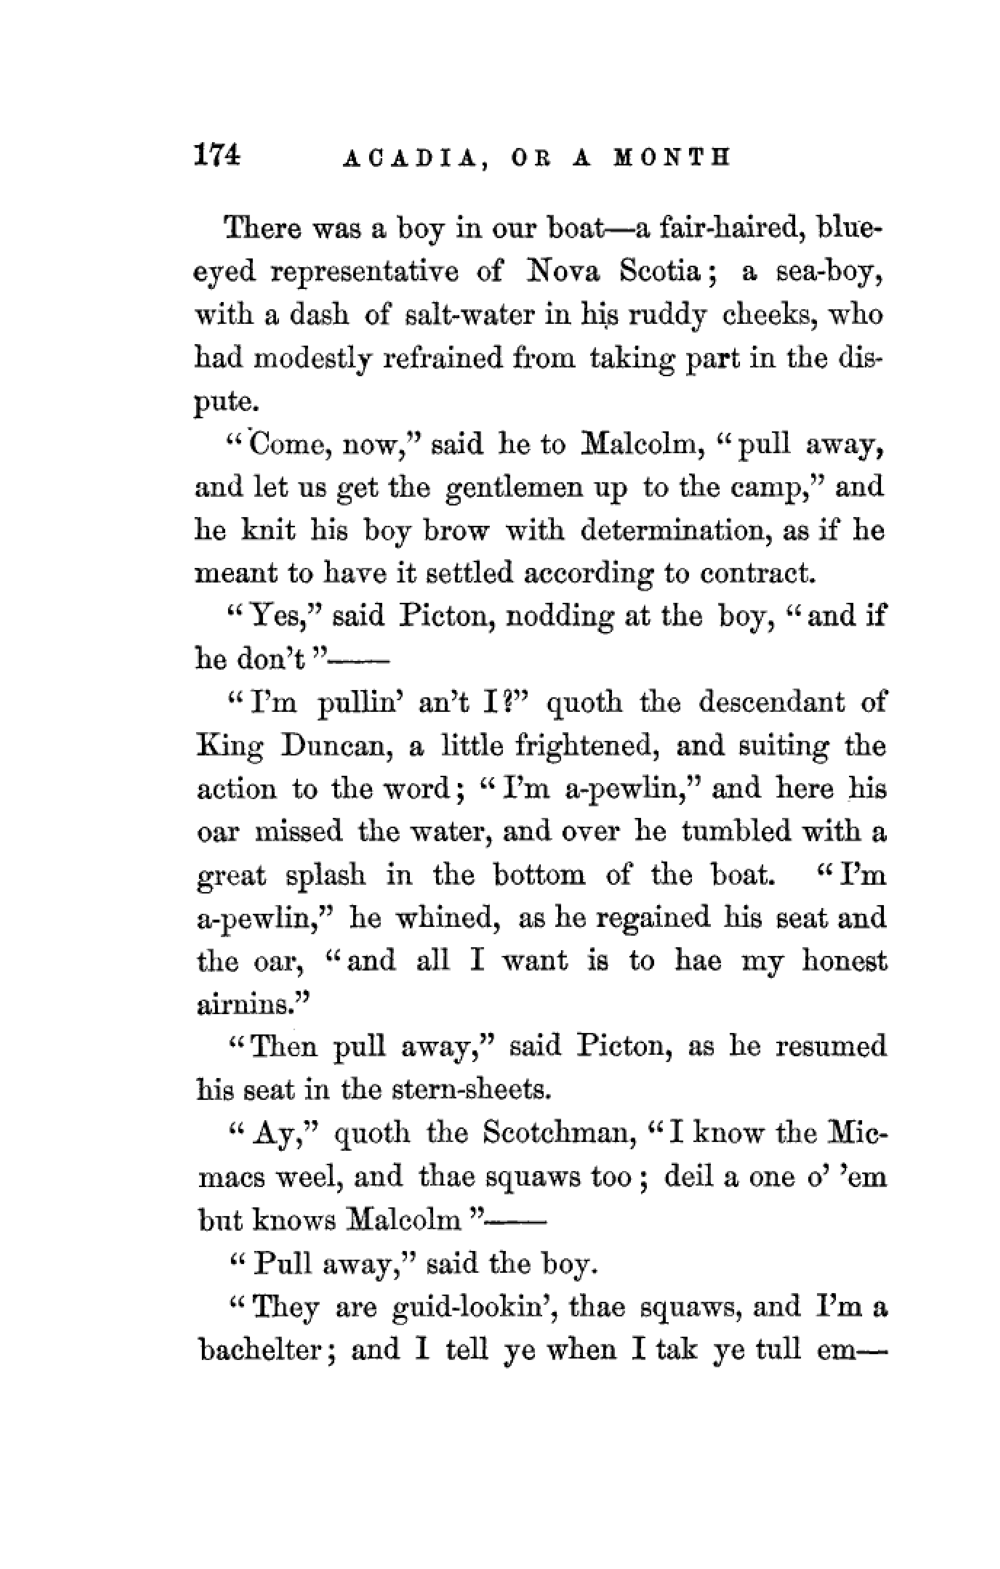 174 ACADIA, OR A MONTH
There was a boy in our boat—a fair-haired, blue-
eyed representative of Nova Scotia; a sea-boy,
with a dash of salt-water in his ruddy cheeks, who
had modestly refrained from taking part in the dis-
pute.
“Come, now,” said he to Malcolm, “pull away,
and let us get the gentlemen up to the camp,” and
he knit his boy brow with determination, as if he
meant to have it settled according to contract.
“Yes,” said Picton, nodding at the boy, “and if
he don’t”——
“I’m pullin’ an’t I?” quoth the descendant of
King Duncan, a little frightened, and suiting the
action to the word; “I’m a-pewlin,” and here his
oar missed the water, and over he tumbled with a
great splash in the bottom of the boat. “I’m
a-pewlin,” he whined, as he regained his seat and
the oar, “and all I want is to hae my honest
airnins.”
“Then pull away,” said Picton, as he resumed
his seat in the stern-sheets.
“Ay,” quoth the Scotchman, “I know the Mic-
macs weel, and thae squaws too; deil a one o’ ’em
but knows Malcolm”——
“Pull away,” said the boy.
“They are guid-lookin’, thae squaws, and I’m a
bachelter; and I tell ye when I tak ye tull em—